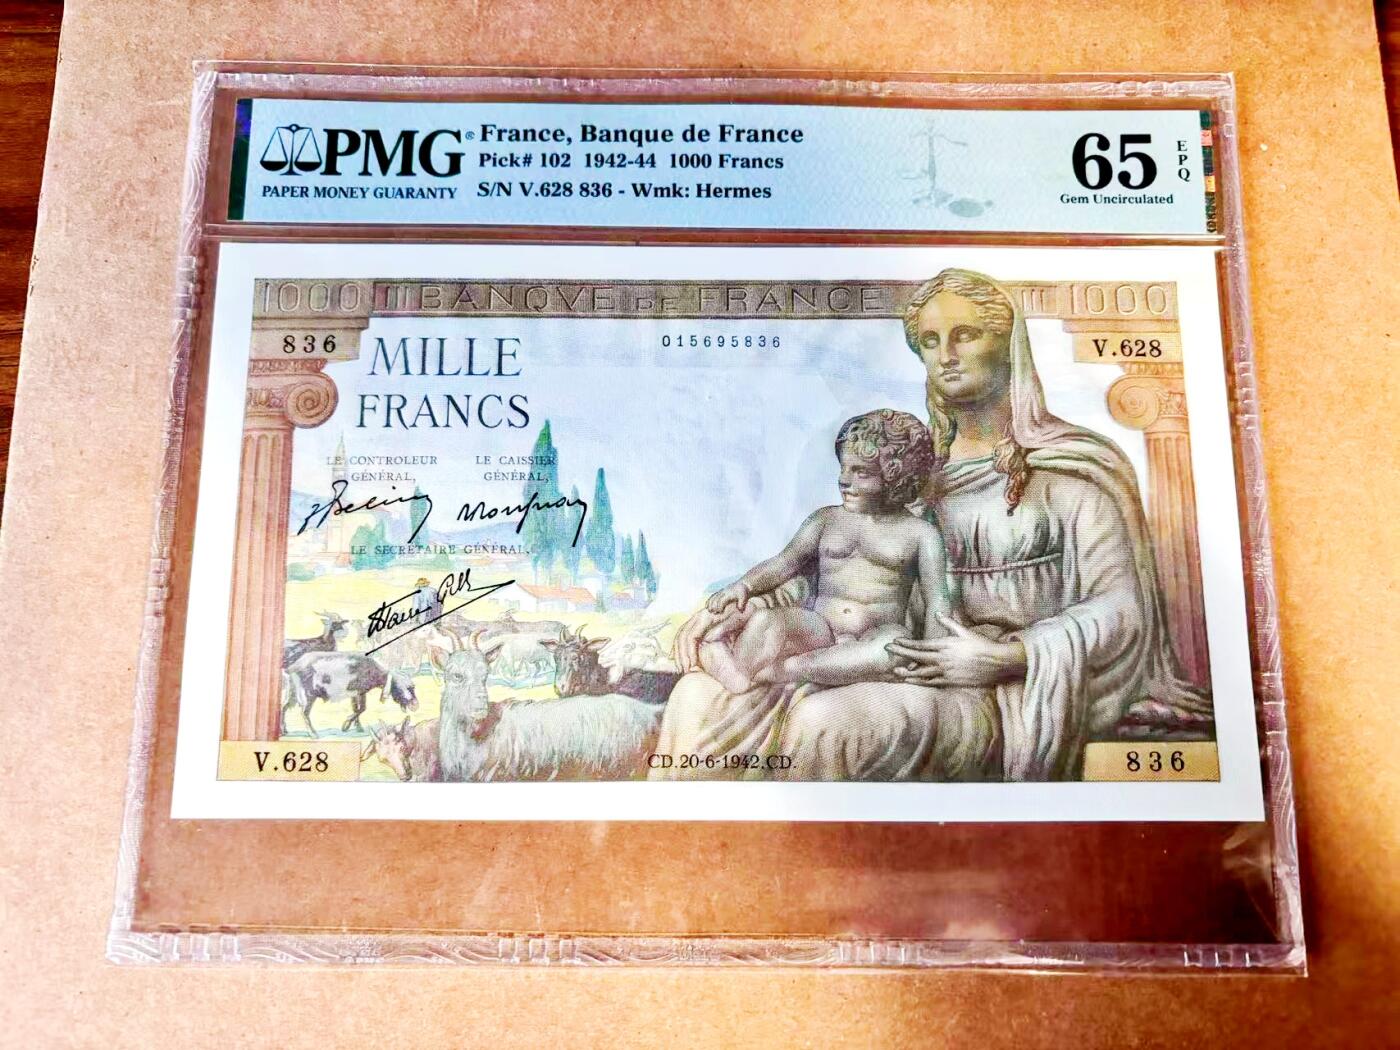 PMG® France, Banque de France
Pick# 102 1942-44 1000 Francs
PAPER MONEY GUARANTY S/N V.628 836 - Wmk: Hermes
65 EPQ
Gem Uncirculated
1000 BANQVE DE FRANCE 1000
836 015695836 V.628
MILLE
FRANCS
LE CONTROLEUR LE CAISSIER
GÉNÉRAL, GÉNÉRAL,
LE SECRÉTAIRE GÉNÉRAL,
V.628 CD.20-6-1942.CD. 836